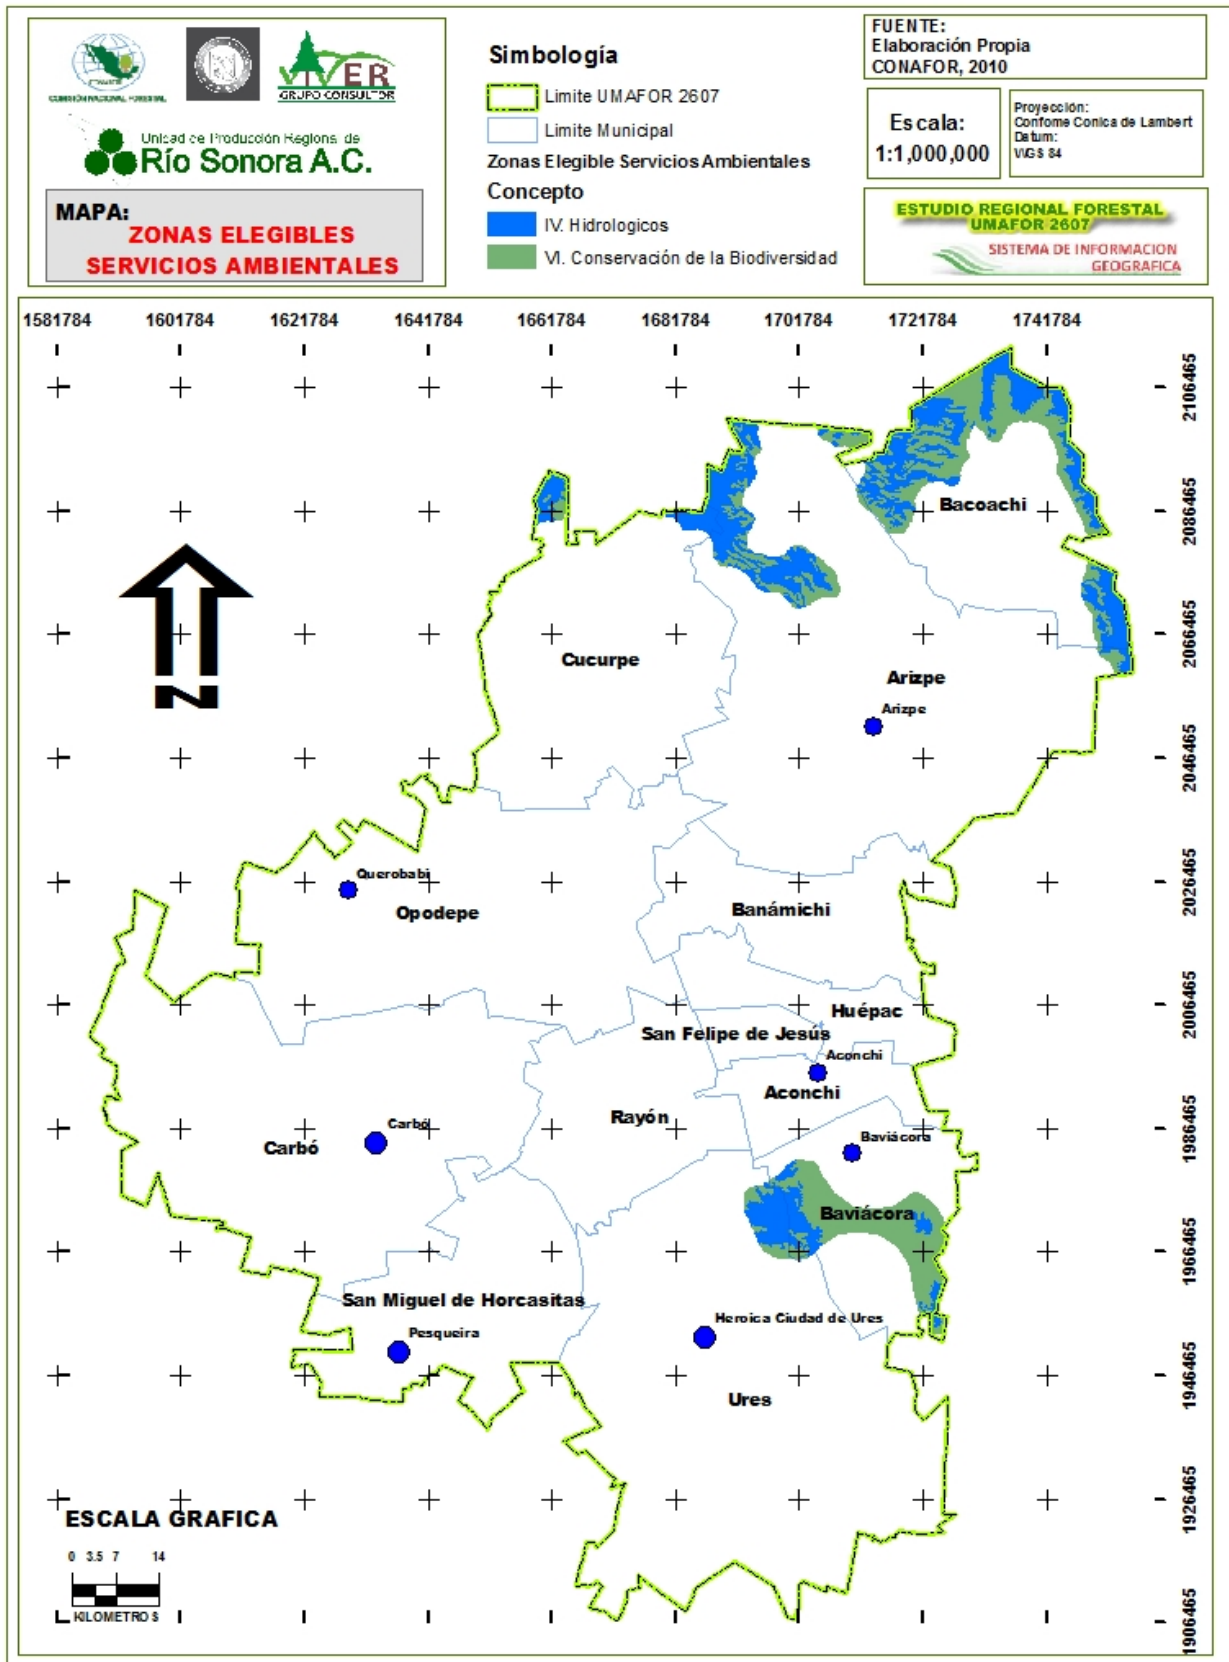 COMISIÓN NACIONAL FORESTAL
VIVER
GRUPO CONSULTOR
Unidad de Producción Regional de
Río Sonora A.C.
MAPA:
ZONAS ELEGIBLES
SERVICIOS AMBIENTALES
Simbología
Limite UMAFOR 2607
Limite Municipal
Zonas Elegible Servicios Ambientales
Concepto
IV. Hidrologicos
VI. Conservación de la Biodiversidad
FUENTE:
Elaboración Propia
CONAFOR, 2010
Escala:
1:1,000,000
Proyección:
Confome Conica de Lambert
Datum:
WGS 84
ESTUDIO REGIONAL FORESTAL
UMAFOR 2607
SISTEMA DE INFORMACION
GEOGRAFICA
1581784 1601784 1621784 1641784 1661784 1681784 1701784 1721784 1741784
2106465
Bacoachi
2086465
N
2066465
Cucurpe
Arizpe
Arizpe
2046465
Querobabi
Opodepe
2026465
Banámichi
2006465
Huépac
San Felipe de Jesús
Aconchi
Aconchi
Rayón
1986465
Carbó
Carbó
Baviácora
Baviácora
1966465
San Miguel de Horcasitas
Pesqueira
Heroica Ciudad de Ures
1946465
Ures
1926465
ESCALA GRAFICA
0 3.5 7 14
KILOMETROS
1906465